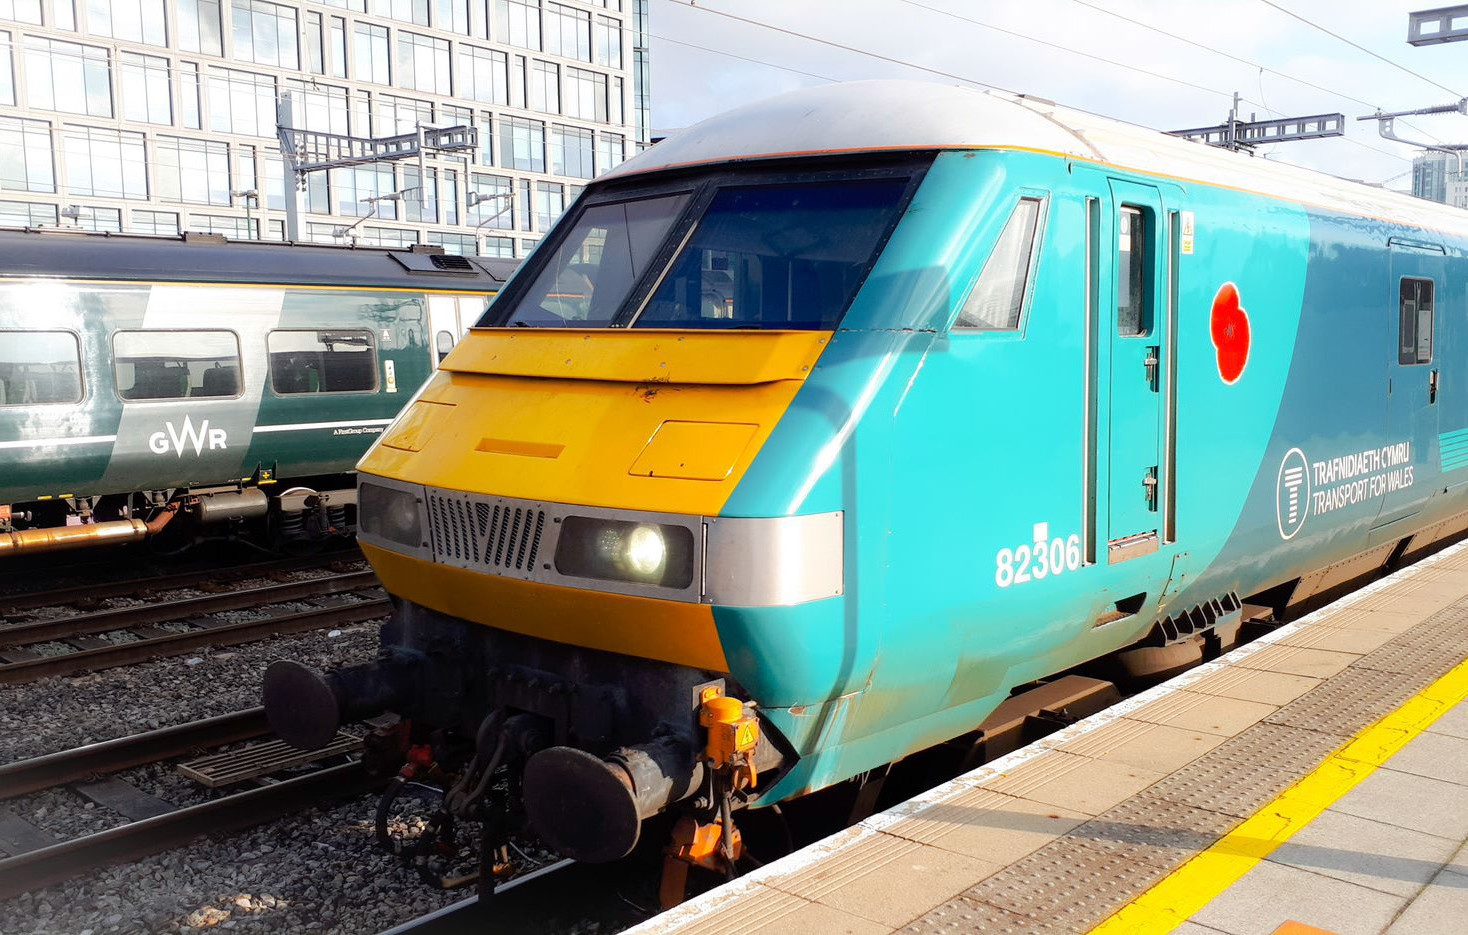 GWR
A FirstGroup Company
82306
TRAFNIDIAETH CYMRU
TRANSPORT FOR WALES